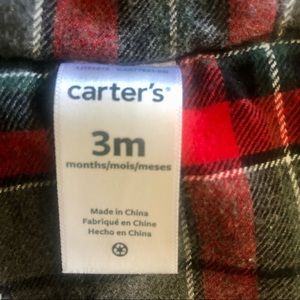 carter's®
3m
months/mois/meses
Made in China
Fabriqué en Chine
Hecho en China